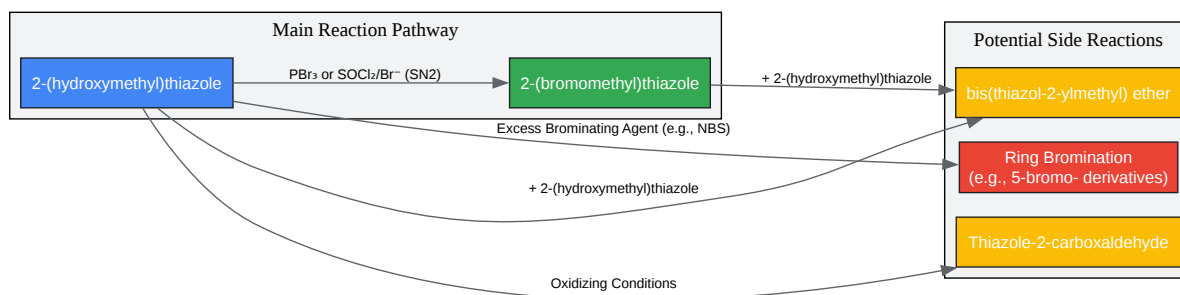 Main Reaction Pathway
Potential Side Reactions
2-(hydroxymethyl)thiazole
PBr₃ or SOCl₂/Br⁻ (SN2)
2-(bromomethyl)thiazole
+ 2-(hydroxymethyl)thiazole
bis(thiazol-2-ylmethyl) ether
Excess Brominating Agent (e.g., NBS)
Ring Bromination
(e.g., 5-bromo- derivatives)
+ 2-(hydroxymethyl)thiazole
Thiazole-2-carboxaldehyde
Oxidizing Conditions